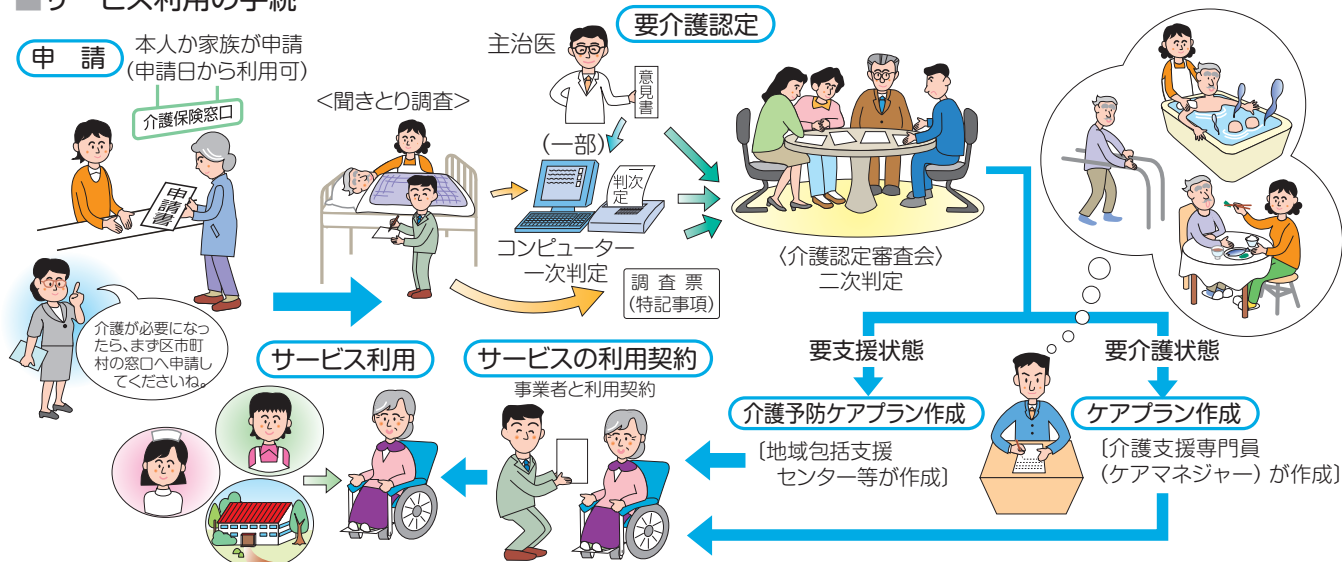 ■サービス利用の手続
申　請
本人か家族が申請
（申請日から利用可）
介護保険窓口
申請書
介護が必要になっ
たら、まず区市町
村の窓口へ申請し
てくださいね。
<聞きとり調査>
要介護認定
主治医
意見書
（一部）
一次
判定
コンピューター
一次判定
調 査 票
（特記事項）
〈介護認定審査会〉
二次判定
要支援状態
要介護状態
介護予防ケアプラン作成
〔地域包括支援
センター等が作成〕
ケアプラン作成
〔介護支援専門員
（ケアマネジャー）が作成〕
サービスの利用契約
事業者と利用契約
サービス利用